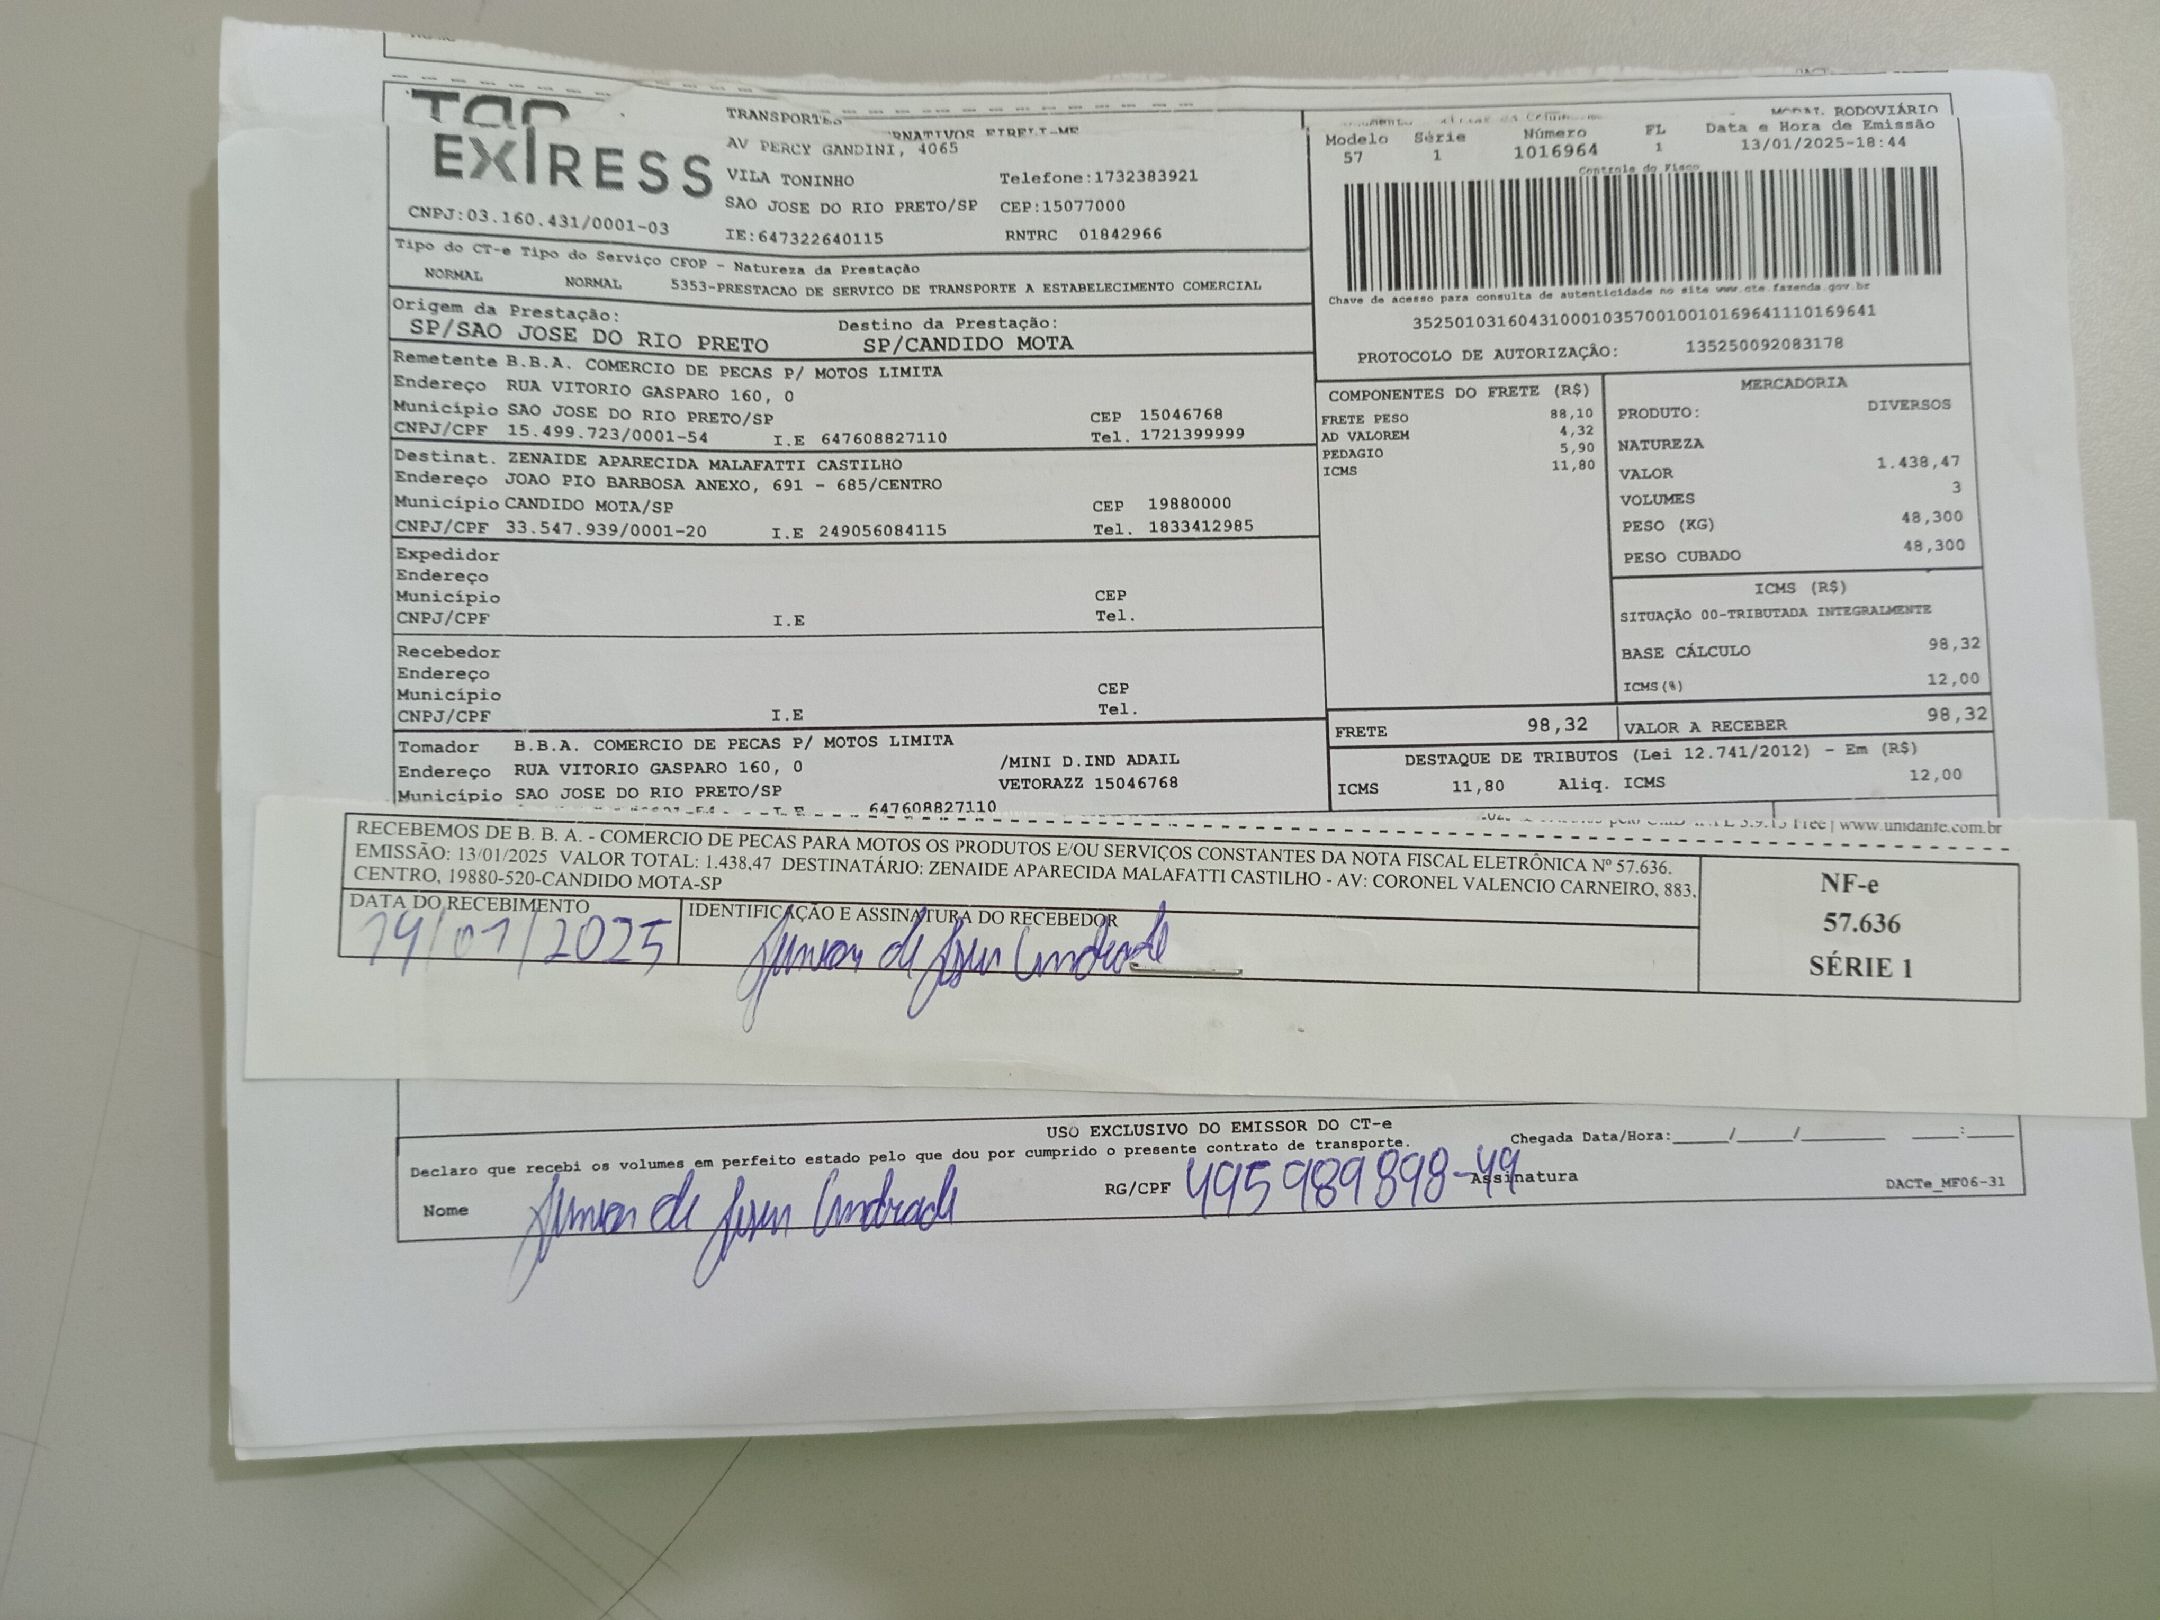 EXPRESS
CNPJ:03.160.431/0001-03
TRANSPORTES
EIRELI-ME
AV PERCY GANDINI, 4065
VILA TONINHO Telefone:1732383921
SAO JOSE DO RIO PRETO/SP CEP:15077000
IE:647322640115 RNTRC 01842966
MODAL RODOVIÁRIO
Modelo Série Número FL Data e Hora de Emissão
57 1 1016964 1 13/01/2025-18:44
Controle do Fisco
Chave de acesso para consulta de autenticidade no site www.cte.fazenda.gov.br
35250103160431000103570010010169641110169641
PROTOCOLO DE AUTORIZAÇÃO: 135250092083178
Tipo do CT-e Tipo do Serviço CFOP - Natureza da Prestação
NORMAL NORMAL 5353-PRESTACAO DE SERVICO DE TRANSPORTE A ESTABELECIMENTO COMERCIAL
Origem da Prestação: Destino da Prestação:
SP/SAO JOSE DO RIO PRETO SP/CANDIDO MOTA
Remetente B.B.A. COMERCIO DE PECAS P/ MOTOS LIMITA
Endereço RUA VITORIO GASPARO 160, 0
Município SAO JOSE DO RIO PRETO/SP CEP 15046768
CNPJ/CPF 15.499.723/0001-54 I.E 647608827110 Tel. 1721399999
Destinat. ZENAIDE APARECIDA MALAFATTI CASTILHO
Endereço JOAO PIO BARBOSA ANEXO, 691 - 685/CENTRO
Município CANDIDO MOTA/SP CEP 19880000
CNPJ/CPF 33.547.939/0001-20 I.E 249056084115 Tel. 1833412985
Expedidor
Endereço
Município CEP
CNPJ/CPF I.E Tel.
Recebedor
Endereço
Município CEP
CNPJ/CPF I.E Tel.
Tomador B.B.A. COMERCIO DE PECAS P/ MOTOS LIMITA
Endereço RUA VITORIO GASPARO 160, 0 /MINI D.IND ADAIL
Município SAO JOSE DO RIO PRETO/SP VETORAZZ 15046768
I.E 647608827110
COMPONENTES DO FRETE (R$)
FRETE PESO 88,10
AD VALOREM 4,32
PEDAGIO 5,90
ICMS 11,80
MERCADORIA
PRODUTO: DIVERSOS
NATUREZA
VALOR 1.438,47
VOLUMES 3
PESO (KG) 48,300
PESO CUBADO 48,300
ICMS (R$)
SITUAÇÃO 00-TRIBUTADA INTEGRALMENTE
BASE CÁLCULO 98,32
ICMS(%) 12,00
FRETE 98,32 VALOR A RECEBER 98,32
DESTAQUE DE TRIBUTOS (Lei 12.741/2012) - Em (R$)
ICMS 11,80 Aliq. ICMS 12,00
Free | www.unidante.com.br
RECEBEMOS DE B. B. A. - COMERCIO DE PECAS PARA MOTOS OS PRODUTOS E/OU SERVIÇOS CONSTANTES DA NOTA FISCAL ELETRÔNICA Nº 57.636.
EMISSÃO: 13/01/2025 VALOR TOTAL: 1.438,47 DESTINATÁRIO: ZENAIDE APARECIDA MALAFATTI CASTILHO - AV: CORONEL VALENCIO CARNEIRO, 883,
CENTRO, 19880-520-CANDIDO MOTA-SP
DATA DO RECEBIMENTO IDENTIFICAÇÃO E ASSINATURA DO RECEBEDOR
14/01/2025
NF-e
57.636
SÉRIE 1
USO EXCLUSIVO DO EMISSOR DO CT-e
Declaro que recebi os volumes em perfeito estado pelo que dou por cumprido o presente contrato de transporte. Chegada Data/Hora:_____/_____/_______ ____:____
Nome RG/CPF 495989898-49 Assinatura
DACTe_MF06-31